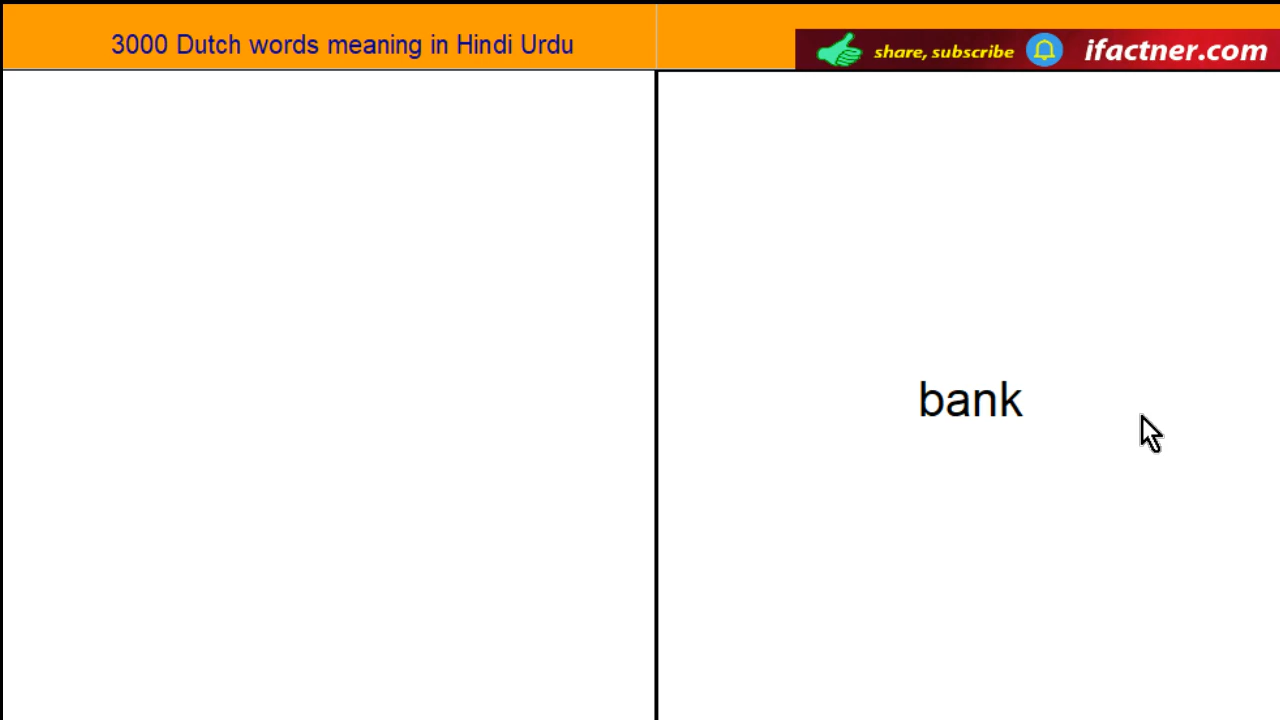 3000 Dutch words meaning in Hindi Urdu
share, subscribe ifactner.com
bank